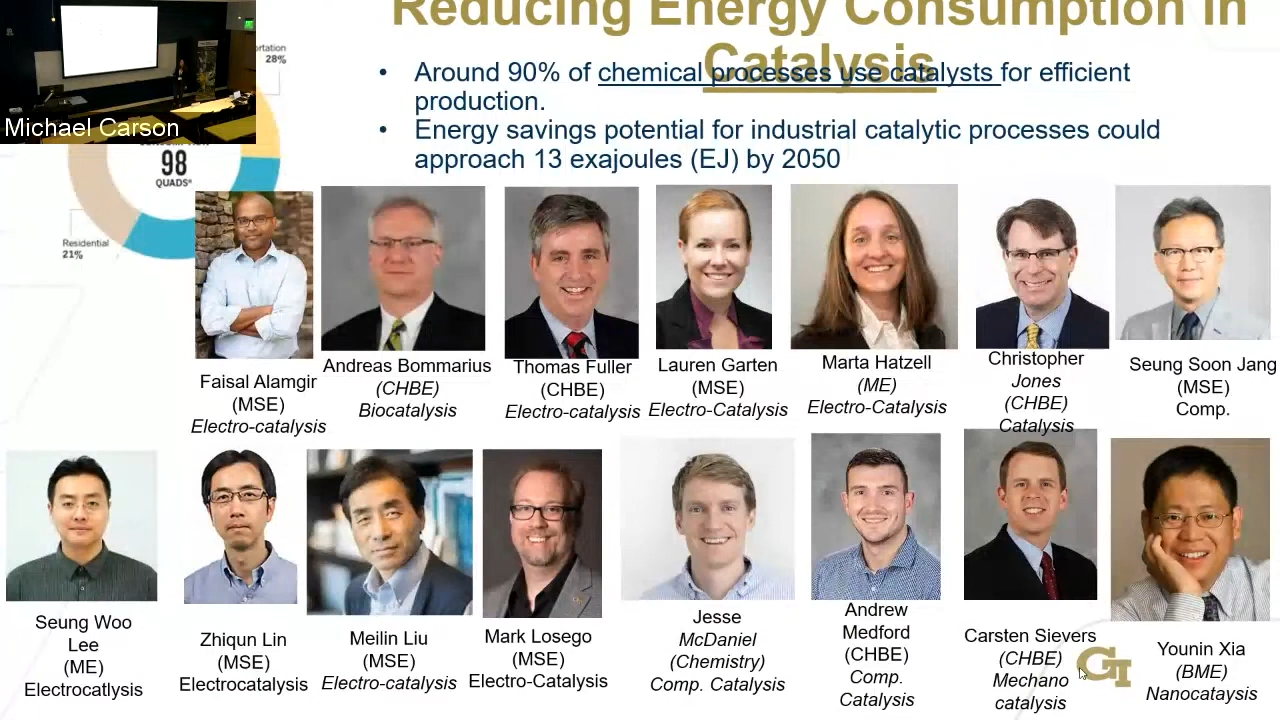 Reducing Energy Consumption in
Catalysis
• Around 90% of chemical processes use catalysts for efficient
production.
• Energy savings potential for industrial catalytic processes could
approach 13 exajoules (EJ) by 2050
Michael Carson
28%
98
QUADS*
Residential
21%
Faisal Alamgir
(MSE)
Electro-catalysis
Andreas Bommarius
(CHBE)
Biocatalysis
Thomas Fuller
(CHBE)
Electro-catalysis
Lauren Garten
(MSE)
Electro-Catalysis
Marta Hatzell
(ME)
Electro-Catalysis
Christopher
Jones
(CHBE)
Catalysis
Seung Soon Jang
(MSE)
Comp.
Seung Woo
Lee
(ME)
Electrocatlysis
Zhiqun Lin
(MSE)
Electrocatalysis
Meilin Liu
(MSE)
Electro-catalysis
Mark Losego
(MSE)
Electro-Catalysis
Jesse
McDaniel
(Chemistry)
Comp. Catalysis
Andrew
Medford
(CHBE)
Comp.
Catalysis
Carsten Sievers
(CHBE)
Mechano
catalysis
GT
Younin Xia
(BME)
Nanocataysis